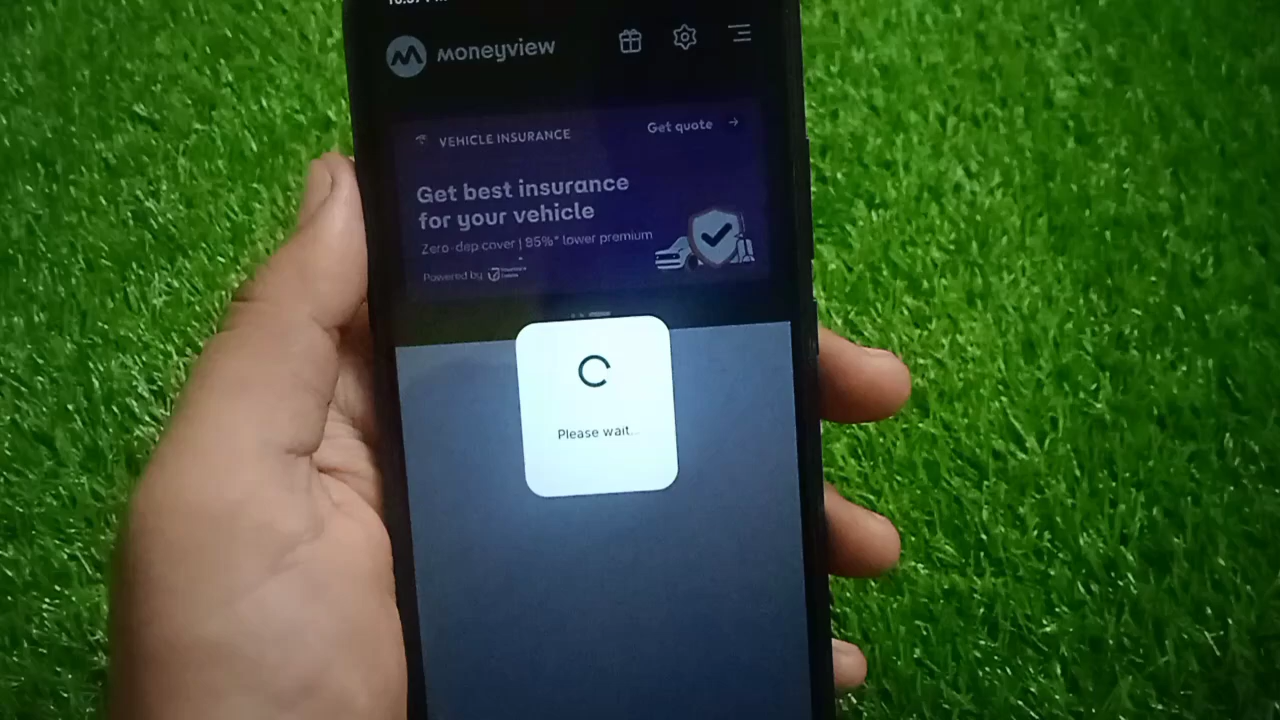 moneyview
VEHICLE INSURANCE
Get quote
Get best insurance
for your vehicle
Zero-dep cover | 85%* lower premium
Powered by
Please wait...